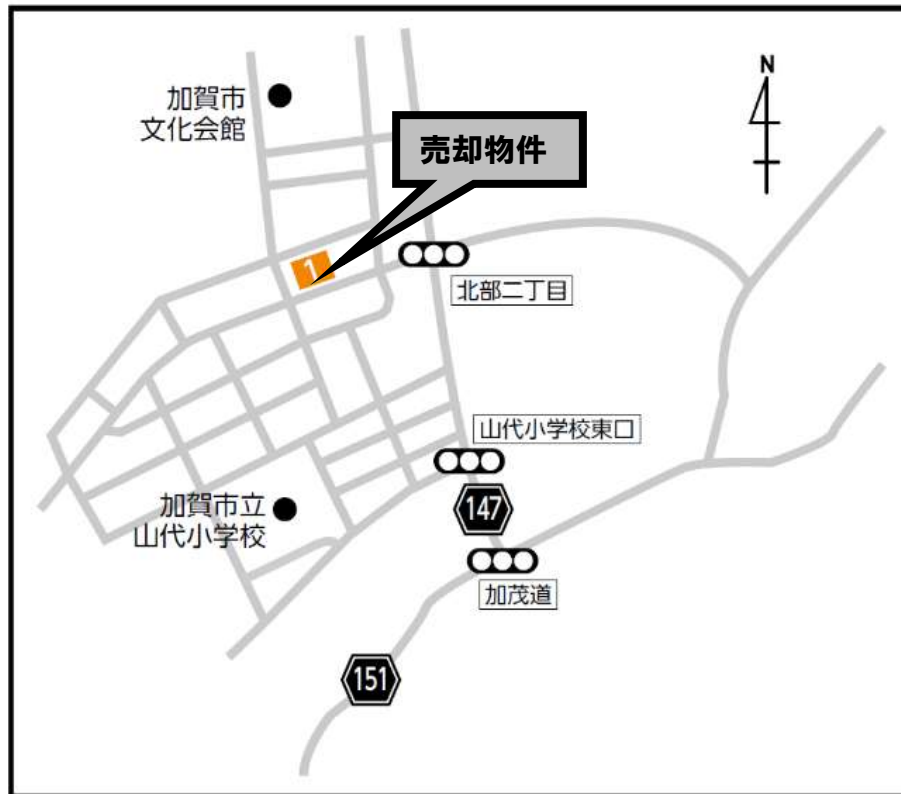 加賀市
文化会館
売却物件
N
1
北部二丁目
山代小学校東口
加賀市立
山代小学校
147
加茂道
151